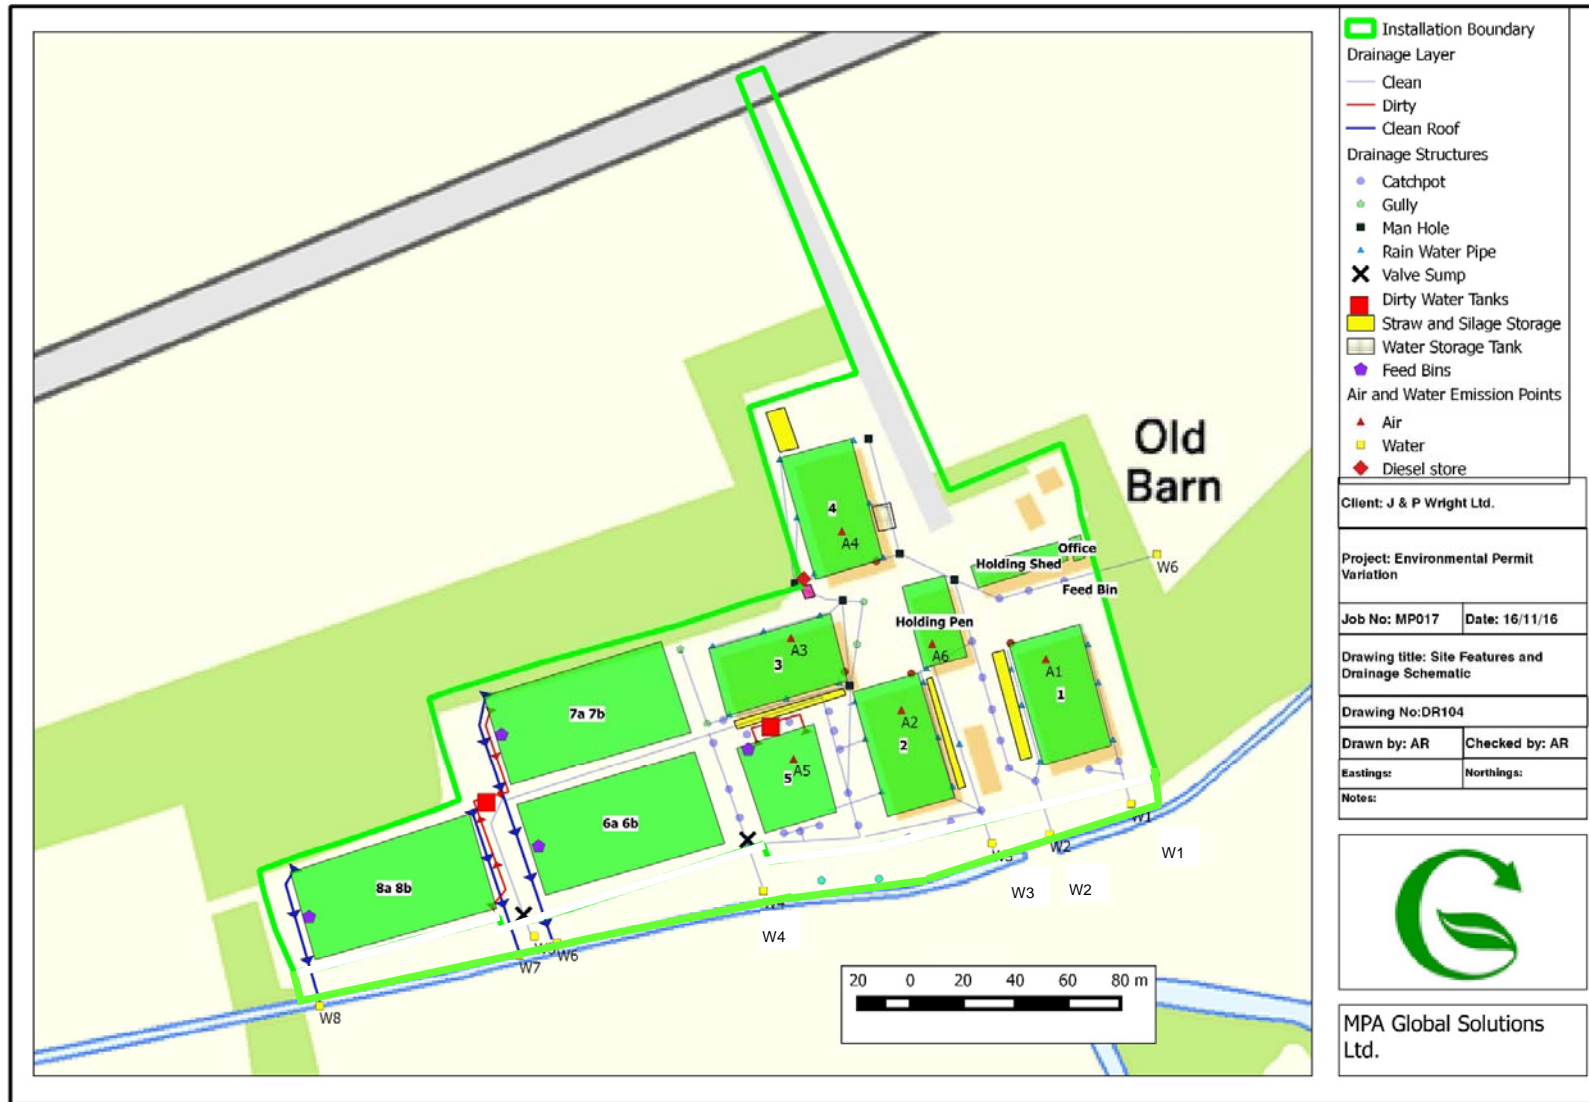 Installation Boundary
Drainage Layer
Clean
Dirty
Clean Roof
Drainage Structures
Catchpot
Gully
Man Hole
Rain Water Pipe
Valve Sump
Dirty Water Tanks
Straw and Silage Storage
Water Storage Tank
Feed Bins
Air and Water Emission Points
Air
Water
Diesel store
Client: J & P Wright Ltd.
Project: Environmental Permit
Variation
Job No: MP017
Date: 16/11/16
Drawing title: Site Features and
Drainage Schematic
Drawing No:DR104
Drawn by: AR
Checked by: AR
Eastings:
Northings:
Notes:
MPA Global Solutions
Ltd.
Old
Barn
4
A4
Office
Holding Shed
W6
Feed Bin
Holding Pen
A6
A3
3
A1
1
7a 7b
A2
2
A5
5
6a 6b
W1
W1
W2
W3
W2
W3
8a 8b
W4
W4
W6
W7
W8
20 0 20 40 60 80 m